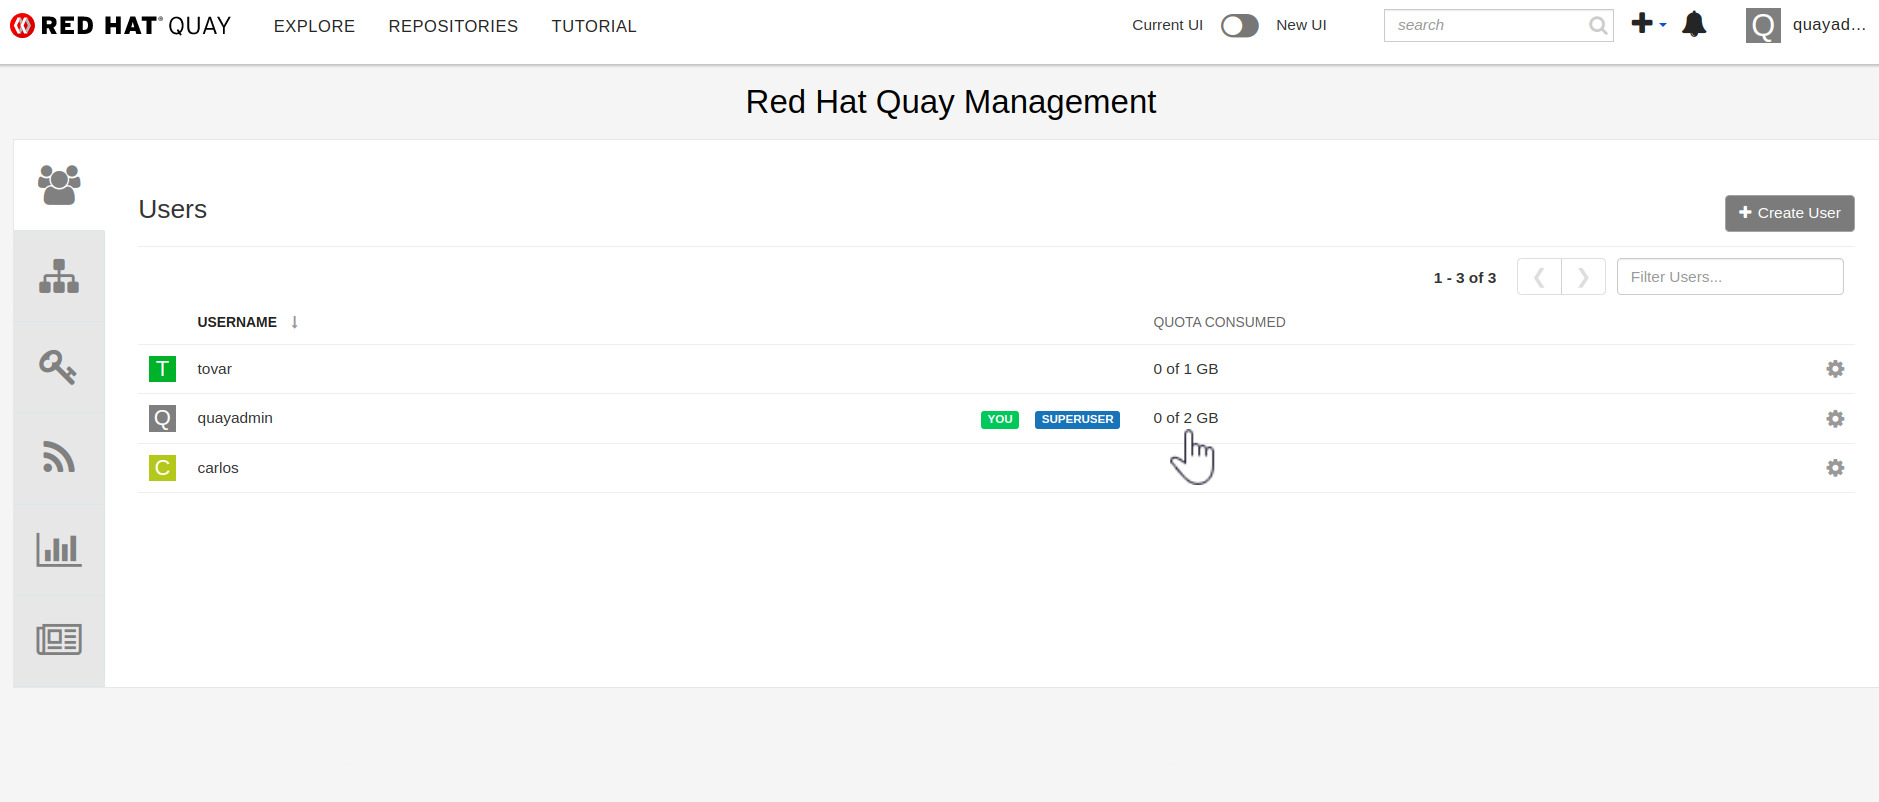 RED HAT® QUAY EXPLORE REPOSITORIES TUTORIAL Current UI New UI search Q quayad...
Red Hat Quay Management
Users
Create User
1 - 3 of 3 Filter Users...
USERNAME QUOTA CONSUMED
T tovar 0 of 1 GB
Q quayadmin YOU SUPERUSER 0 of 2 GB
C carlos